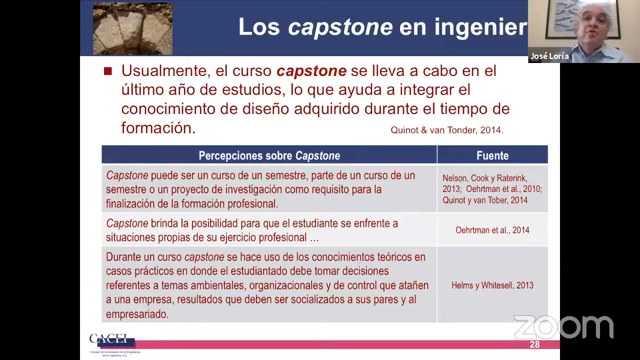 Los capstone en ingenier
José Loría
Usualmente, el curso capstone se lleva a cabo en el
último año de estudios, lo que ayuda a integrar el
conocimiento de diseño adquirido durante el tiempo de
formación.
Quinot & van Tonder, 2014.
Percepciones sobre Capstone
Fuente
Capstone puede ser un curso de un semestre, parte de un curso de un
semestre o un proyecto de investigación como requisito para la
finalización de la formación profesional.
Nelson, Cook y Raterink,
2013; Oehrtman et al., 2010;
Quinot y van Tober, 2014
Capstone brinda la posibilidad para que el estudiante se enfrente a
situaciones propias de su ejercicio profesional …
Oehrtman et al., 2014
Durante un curso capstone se hace uso de los conocimientos teóricos en
casos prácticos en donde el estudiantado debe tomar decisiones
referentes a temas ambientales, organizacionales y de control que atañen
a una empresa, resultados que deben ser socializados a sus pares y al
empresariado.
Helms y Whitesell, 2013
CACEI
28
zoom